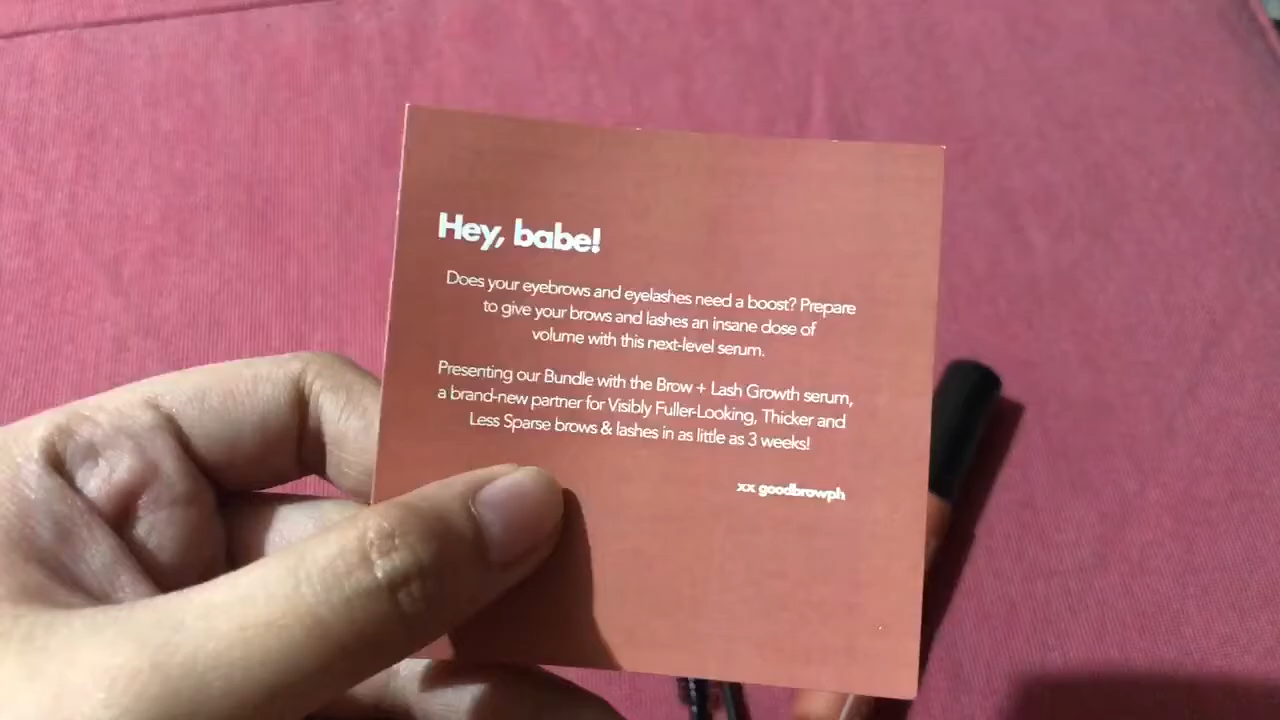 Hey, babe!
Does your eyebrows and eyelashes need a boost? Prepare
to give your brows and lashes an insane dose of
volume with this next-level serum.
Presenting our Bundle with the Brow + Lash Growth serum,
a brand-new partner for Visibly Fuller-Looking, Thicker and
Less Sparse brows & lashes in as little as 3 weeks!
xx goodbrowph